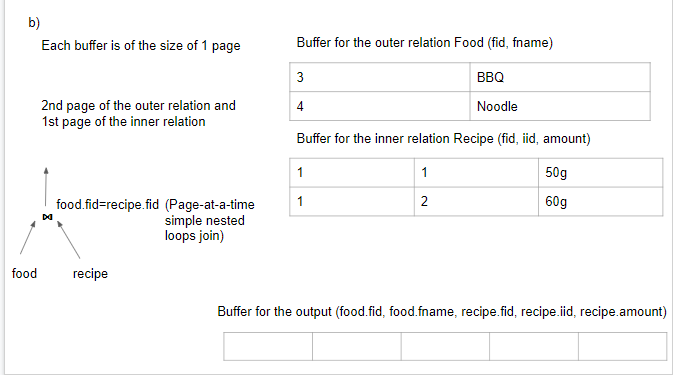 b)
Each buffer is of the size of 1 page
2nd page of the outer relation and
1st page of the inner relation
Buffer for the outer relation Food (fid, fname)
3 BBQ
4 Noodle
Buffer for the inner relation Recipe (fid, iid, amount)
1 1 50g
1 2 60g
food.fid=recipe.fid (Page-at-a-time
simple nested
loops join)
⋈
food recipe
Buffer for the output (food.fid, food.fname, recipe.fid, recipe.iid, recipe.amount)